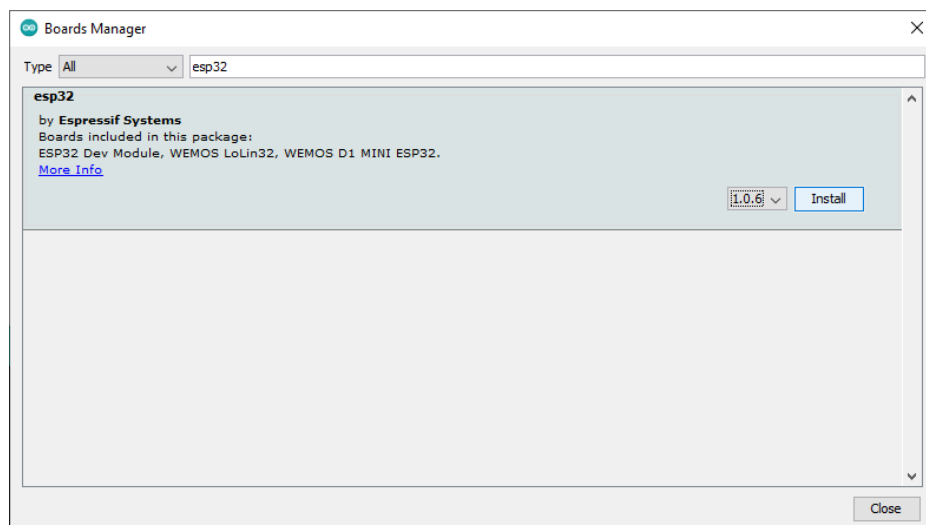 Boards Manager
Type All esp32
esp32
by Espressif Systems
Boards included in this package:
ESP32 Dev Module, WEMOS LoLin32, WEMOS D1 MINI ESP32.
More Info
1.0.6 Install
Close